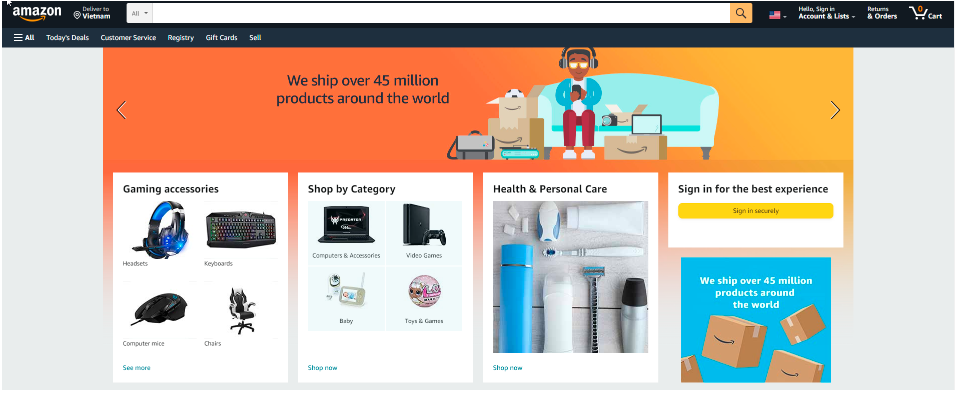 amazon
Deliver to
Vietnam
All
Hello, Sign in
Account & Lists
Returns
& Orders
0
Cart
All
Today's Deals
Customer Service
Registry
Gift Cards
Sell
We ship over 45 million
products around the world
Gaming accessories
Headsets
Keyboards
Computer mice
Chairs
See more
Shop by Category
PREDATOR
Computers & Accessories
Video Games
Baby
Toys & Games
Shop now
Health & Personal Care
Shop now
Sign in for the best experience
Sign in securely
We ship over 45 million
products around
the world